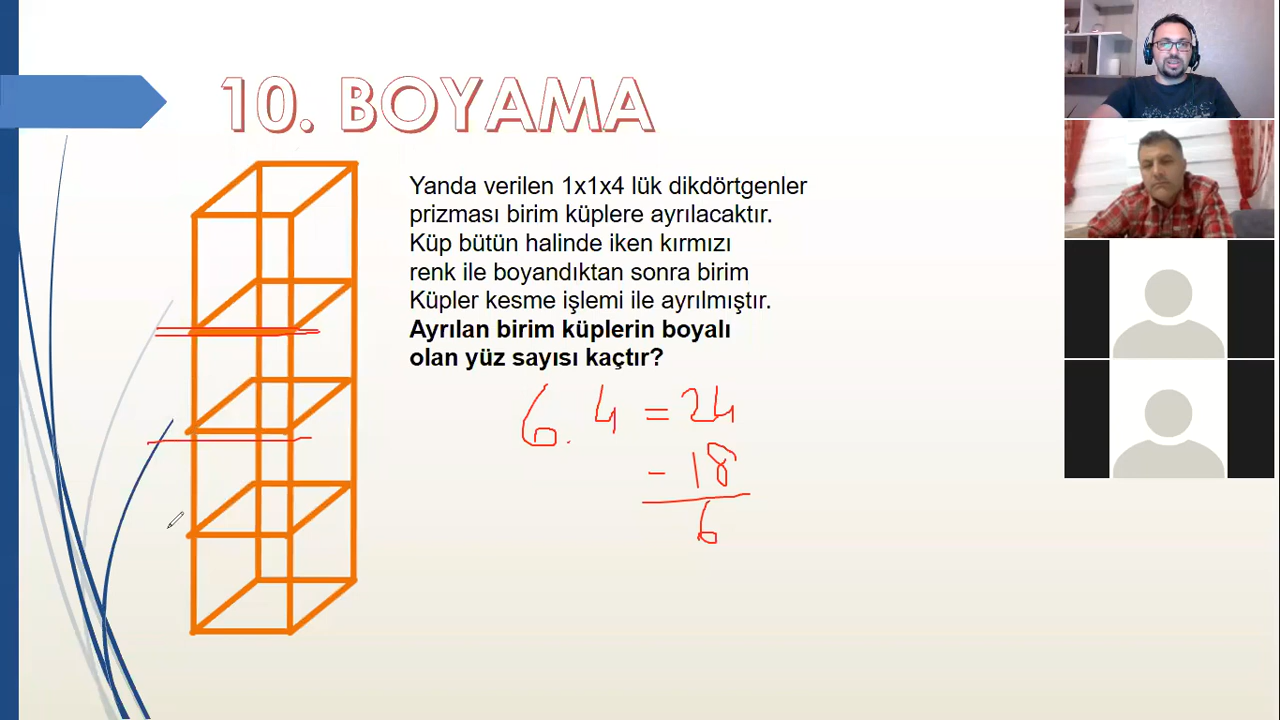 10. BOYAMA
Yanda verilen 1x1x4 lük dikdörtgenler
prizması birim küplere ayrılacaktır.
Küp bütün halinde iken kırmızı
renk ile boyandıktan sonra birim
Küpler kesme işlemi ile ayrılmıştır.
Ayrılan birim küplerin boyalı
olan yüz sayısı kaçtır?
6. 4 = 24
- 18
6